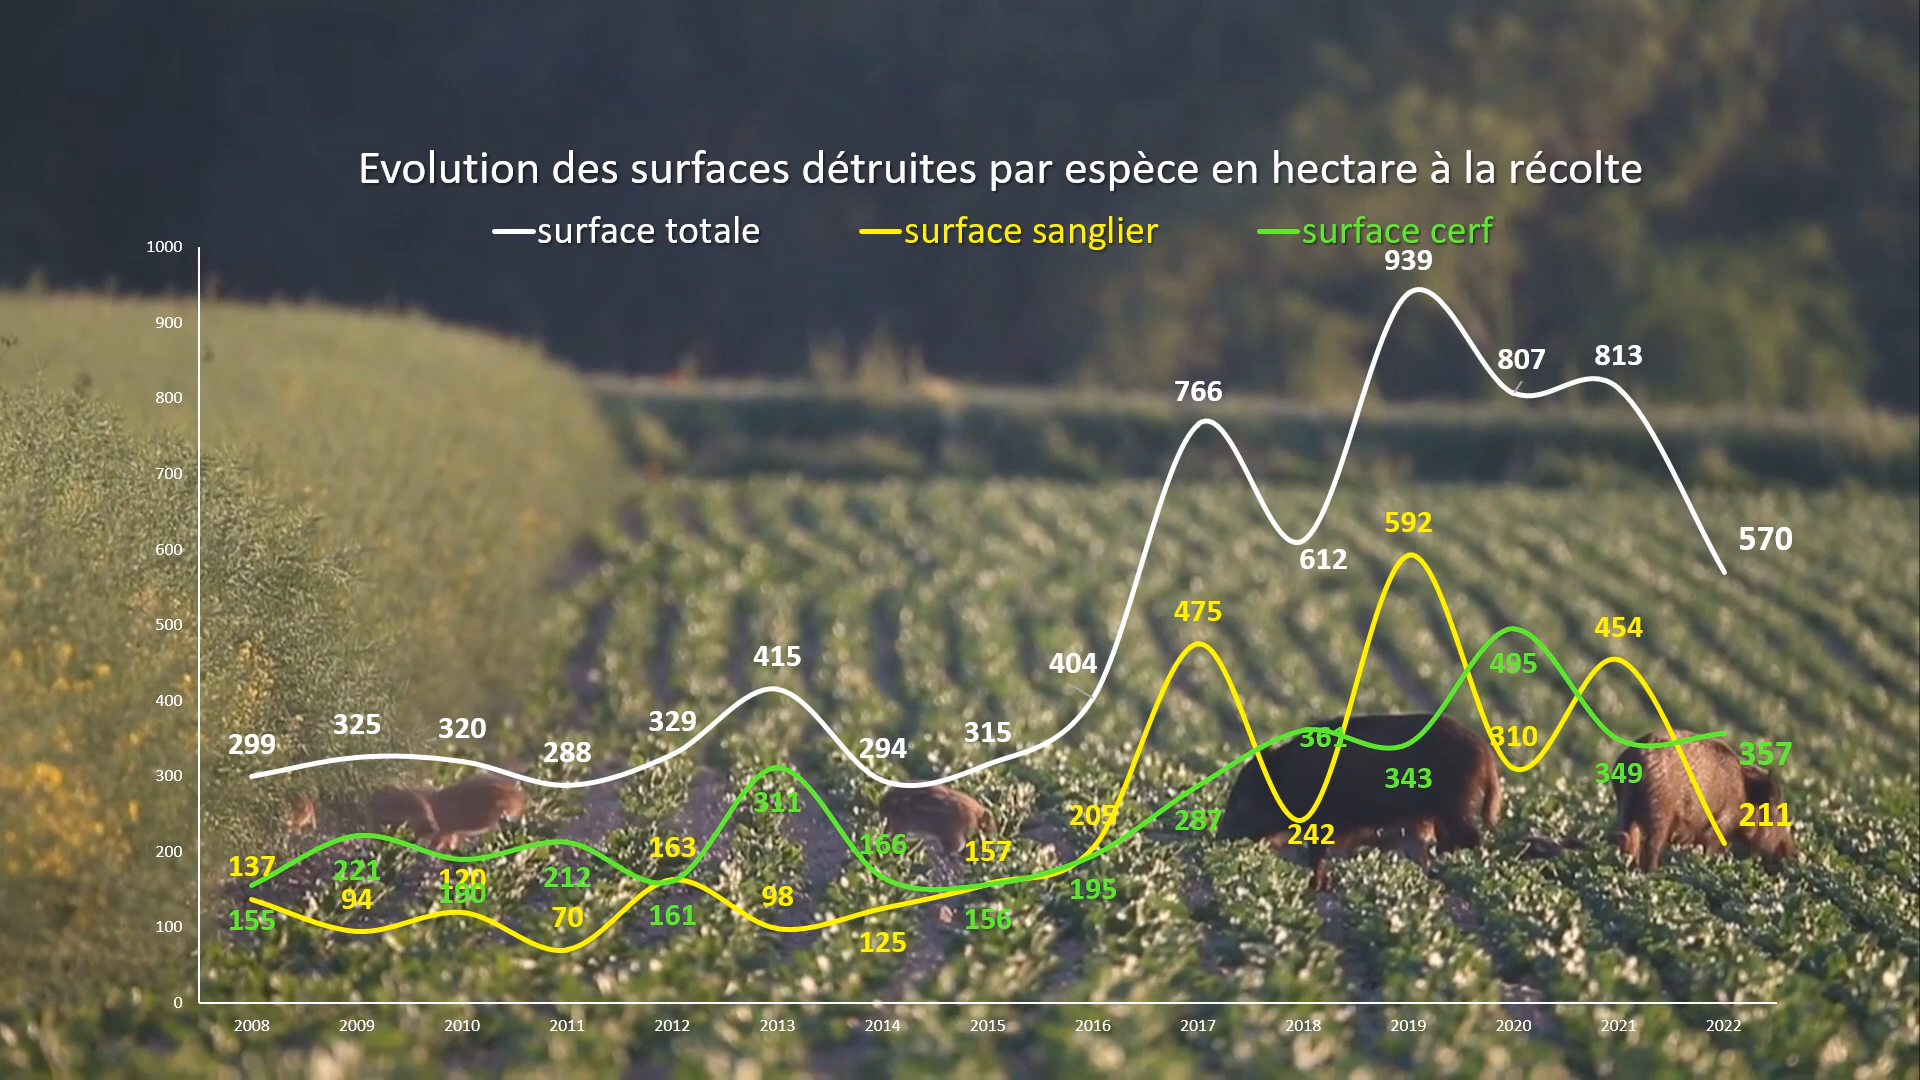 Evolution des surfaces détruites par espèce en hectare à la récolte
surface totale surface sanglier surface cerf
1000
900
800
700
600
500
400
300
200
100
0
299 325 320 288 329 415 294 315 404 766 612 939 807 813 570
137 94 120 70 163 98 125 157 205 475 242 592 310 454 211
155 221 190 212 161 311 166 156 195 287 361 343 495 349 357
2008 2009 2010 2011 2012 2013 2014 2015 2016 2017 2018 2019 2020 2021 2022